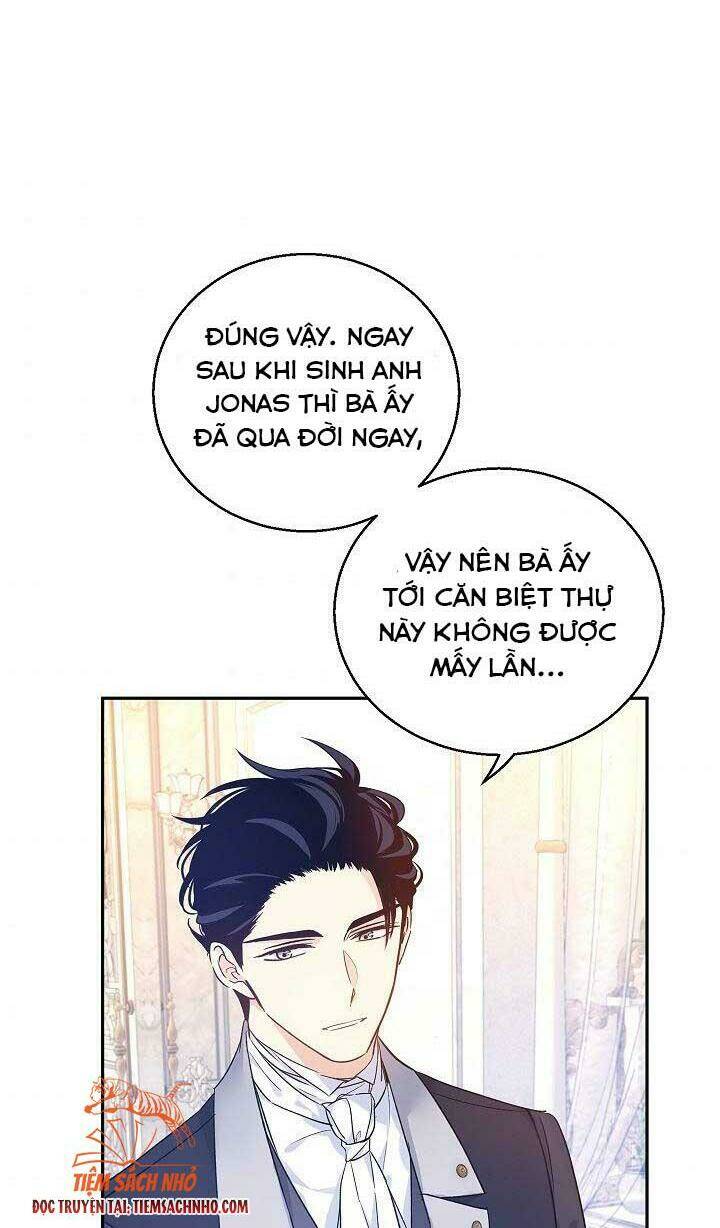 ĐÚNG VẬY. NGAY
SAU KHI SINH ANH
JONAS THÌ BÀ ẤY
ĐÃ QUA ĐỜI NGAY,
VẬY NÊN BÀ ẤY
TỚI CĂN BIỆT THỰ
NÀY KHÔNG ĐƯỢC
MẤY LẦN...
TIỆM SÁCH NHỎ
ĐỌC TRUYỆN TẠI: TIEMSACHNHO.COM